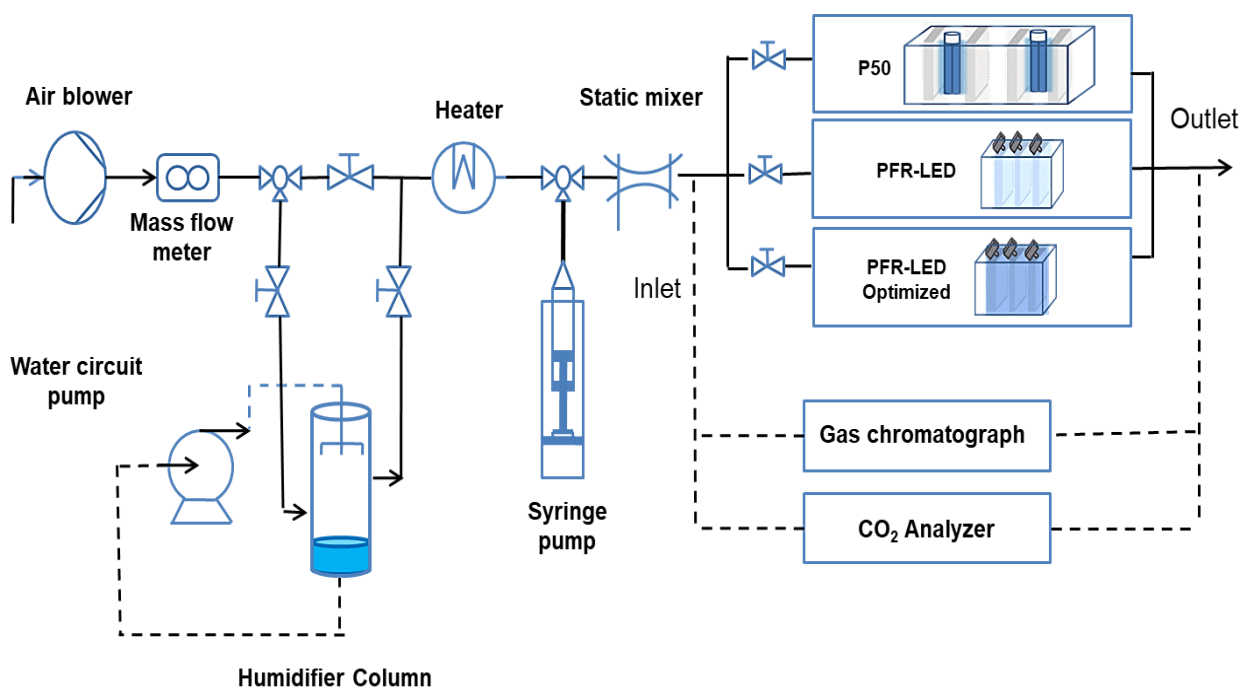 Air blower
Mass flow
meter
Heater
Static mixer
P50
PFR-LED
PFR-LED
Optimized
Inlet
Outlet
Water circuit
pump
Syringe
pump
Gas chromatograph
CO₂ Analyzer
Humidifier Column